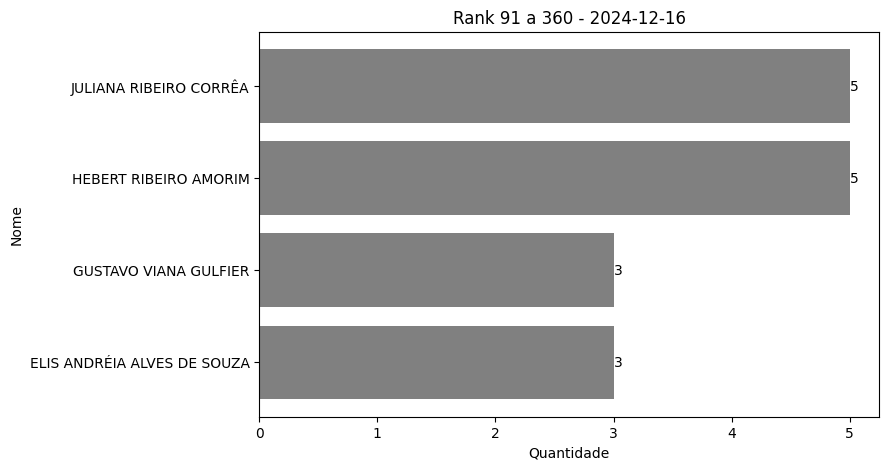 Rank 91 a 360 - 2024-12-16
JULIANA RIBEIRO CORRÊA
5
HEBERT RIBEIRO AMORIM
5
GUSTAVO VIANA GULFIER
3
ELIS ANDRÉIA ALVES DE SOUZA
3
Nome
0 1 2 3 4 5
Quantidade